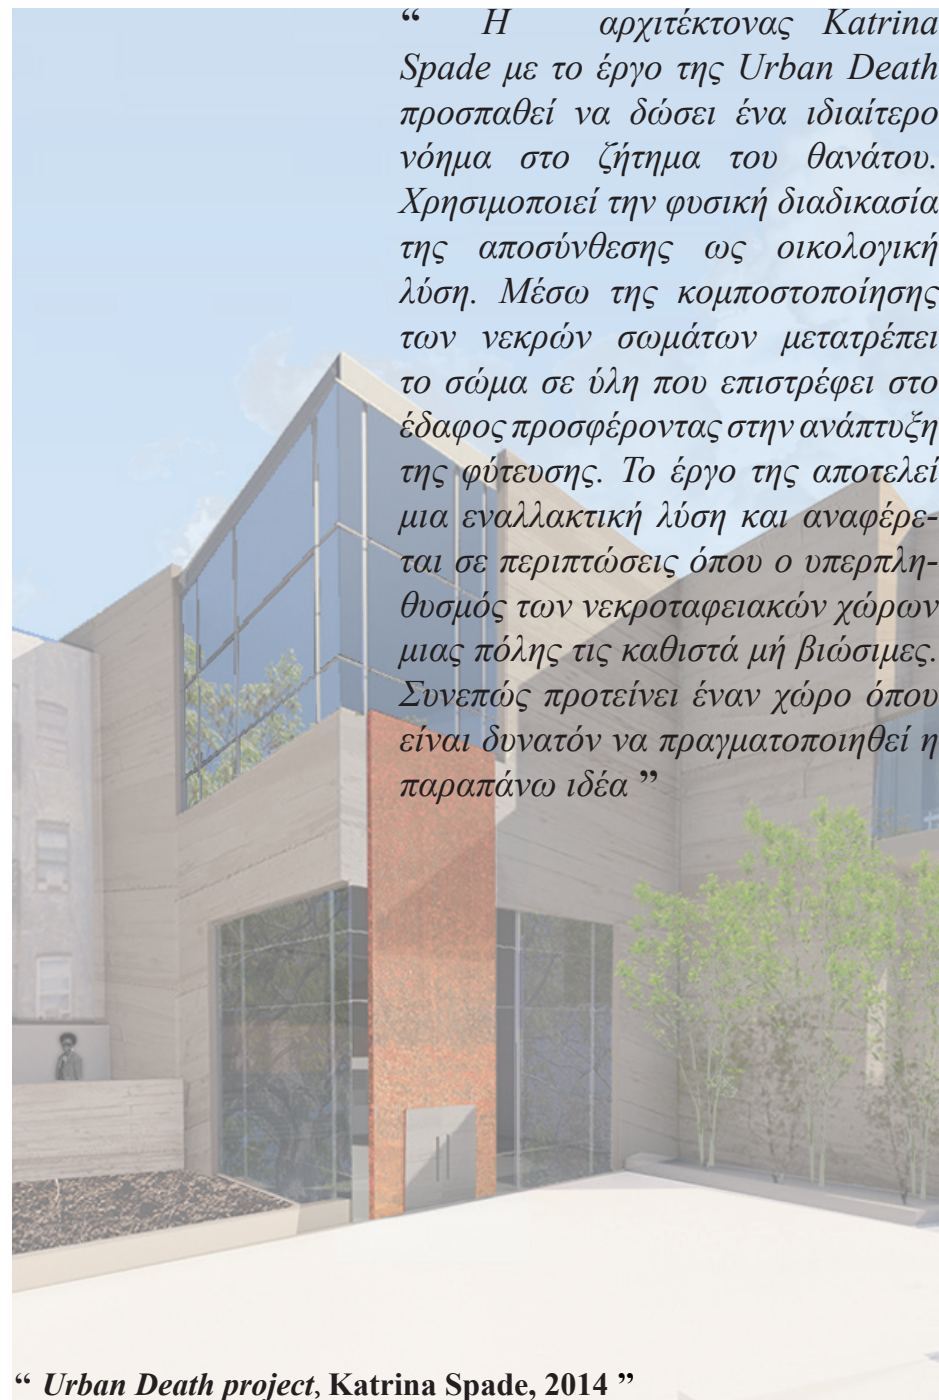 “ Η αρχιτέκτονας Katrina
Spade με το έργο της Urban Death
προσπαθεί να δώσει ένα ιδιαίτερο
νόημα στο ζήτημα του θανάτου.
Χρησιμοποιεί την φυσική διαδικασία
της αποσύνθεσης ως οικολογική
λύση. Μέσω της κομποστοποίησης
των νεκρών σωμάτων μετατρέπει
το σώμα σε ύλη που επιστρέφει στο
έδαφος προσφέροντας στην ανάπτυξη
της φύτευσης. Το έργο της αποτελεί
μια εναλλακτική λύση και αναφέρε-
ται σε περιπτώσεις όπου ο υπερπλη-
θυσμός των νεκροταφειακών χώρων
μιας πόλης τις καθιστά μή βιώσιμες.
Συνεπώς προτείνει έναν χώρο όπου
είναι δυνατόν να πραγματοποιηθεί η
παραπάνω ιδέα ”
“ Urban Death project, Katrina Spade, 2014 ”